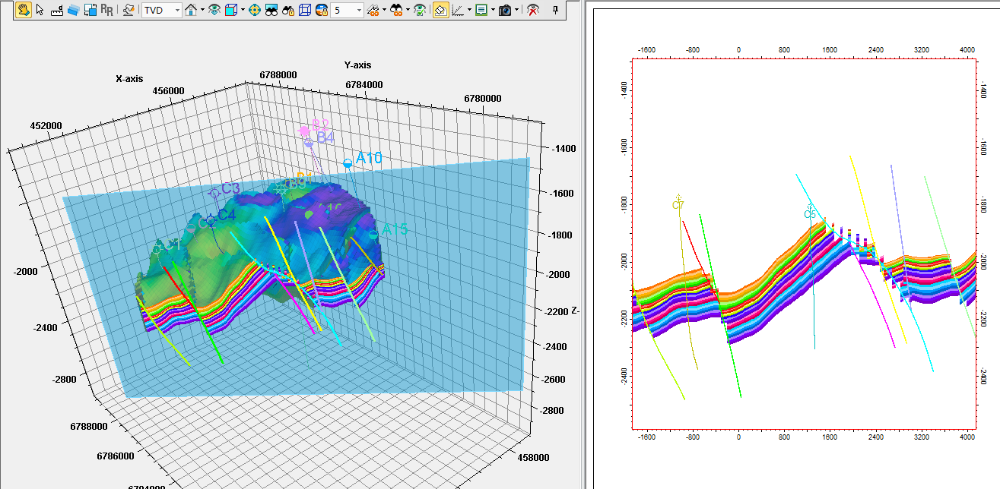 TVD 5
Y-axis
X-axis
6788000
6784000
6780000
456000
452000
B2
B4
A10
-1400
C3
-1600
C4
A15
-1800
-2000
-2000
-2200 Z-
-2400
-2400
-2600
-2800
-2800
6788000
6786000
458000
-1600 -800 0 800 1600 2400 3200 4000
-1400 -1400
-1600 -1600
-1800 -1800
C7
C5
-2000 -2000
-2200 -2200
-2400 -2400
-1600 -800 0 800 1600 2400 3200 4000